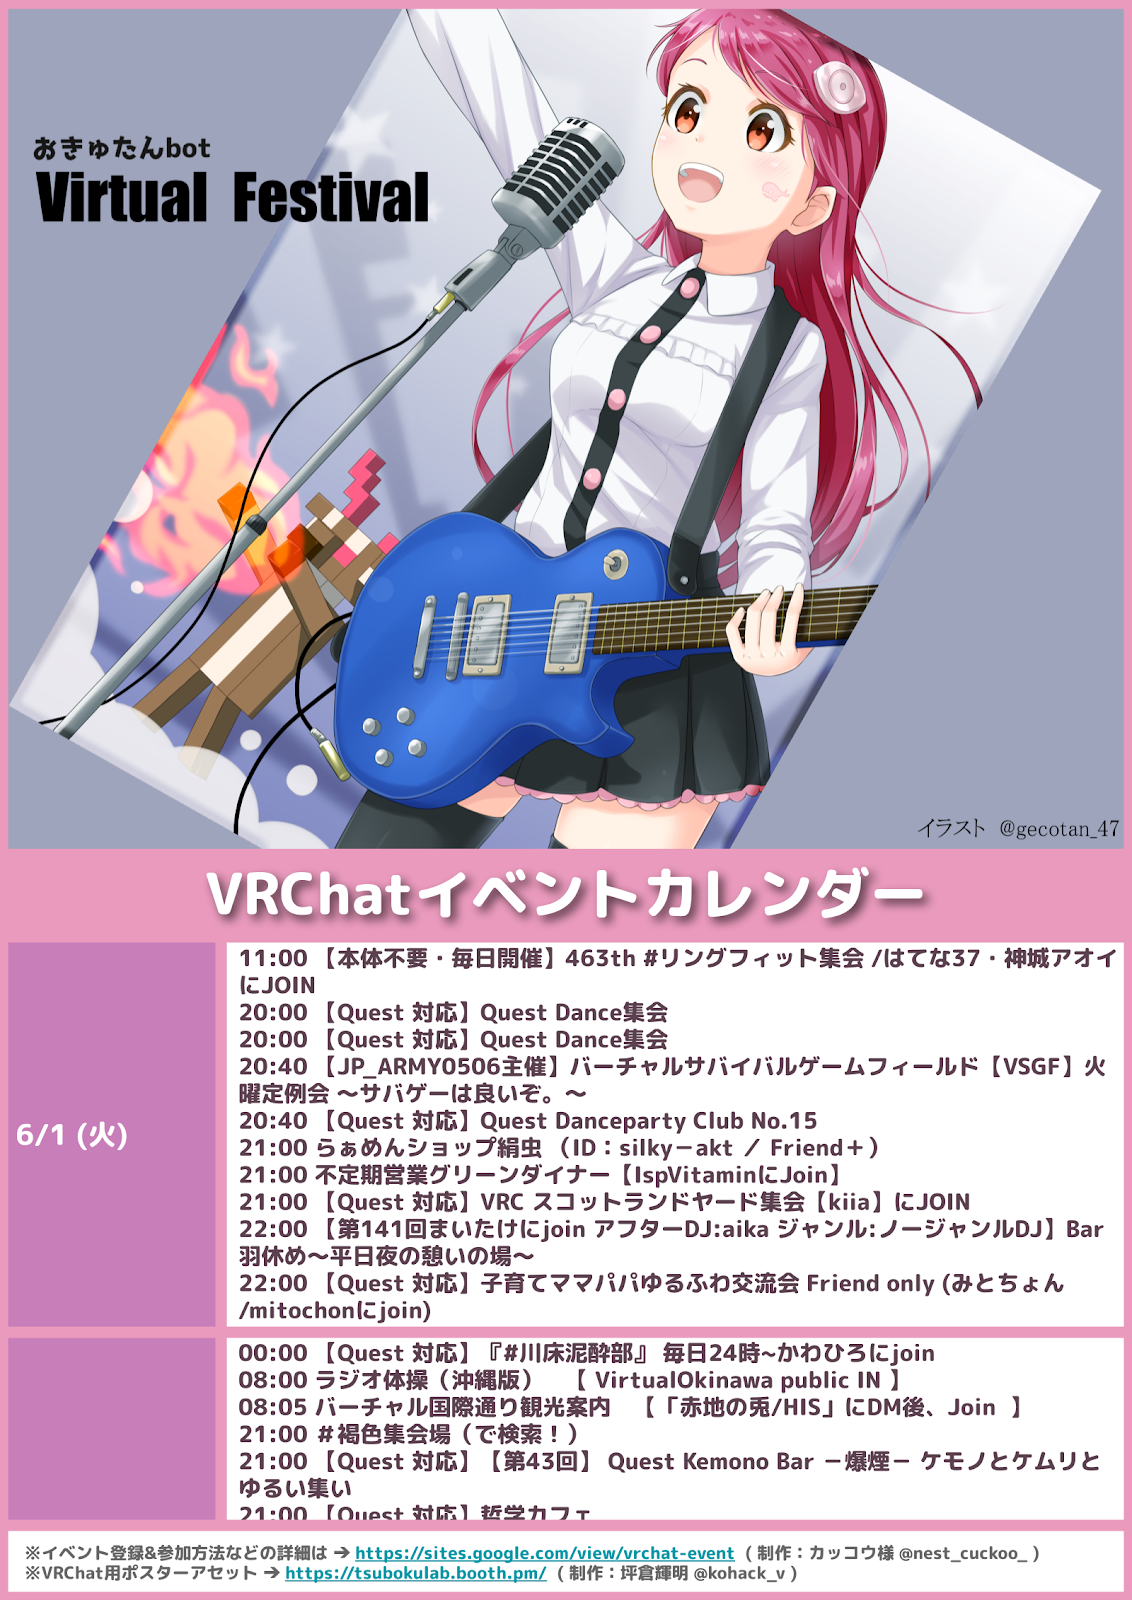 おきゅたんbot
Virtual Festival
イラスト @gecotan_47
VRChatイベントカレンダー
6/1 (火)
11:00 【本体不要・毎日開催】463th #リングフィット集会 /はてな37・神城アオイ
にJOIN
20:00 【Quest 対応】Quest Dance集会
20:00 【Quest 対応】Quest Dance集会
20:40 【JP_ARMY0506主催】バーチャルサバイバルゲームフィールド【VSGF】火
曜定例会 ～サバゲーは良いぞ。～
20:40 【Quest 対応】Quest Danceparty Club No.15
21:00 らぁめんショップ絹虫 （ID：silky－akt ／ Friend＋）
21:00 不定期営業グリーンダイナー【IspVitaminにJoin】
21:00 【Quest 対応】VRC スコットランドヤード集会【kiia】にJOIN
22:00 【第141回まいたけにjoin アフターDJ:aika ジャンル:ノージャンルDJ】Bar
羽休め～平日夜の憩いの場～
22:00 【Quest 対応】子育てママパパゆるふわ交流会 Friend only (みとちょん
/mitochonにjoin)
00:00 【Quest 対応】『#川床泥酔部』 毎日24時~かわひろにjoin
08:00 ラジオ体操（沖縄版） 【 VirtualOkinawa public IN 】
08:05 バーチャル国際通り観光案内 【「赤地の兎/HIS」にDM後、Join 】
21:00 ＃褐色集会場（で検索！）
21:00 【Quest 対応】【第43回】 Quest Kemono Bar －爆煙－ ケモノとケムリと
ゆるい集い
21:00 【Quest 対応】哲学カフェ
※イベント登録&参加方法などの詳細は → https://sites.google.com/view/vrchat-event ( 制作：カッコウ様 @nest_cuckoo_ )
※VRChat用ポスターアセット → https://tsubokulab.booth.pm/ ( 制作：坪倉輝明 @kohack_v )